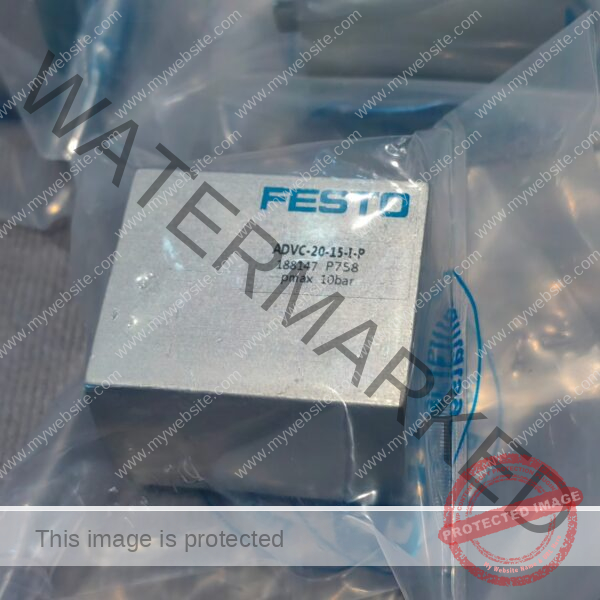 FESTO
ADVC-20-15-I-P
188147 P758
pmax 10bar
WATERMARKED
www.mywebsite.com
PROTECTED IMAGE
This image is protected